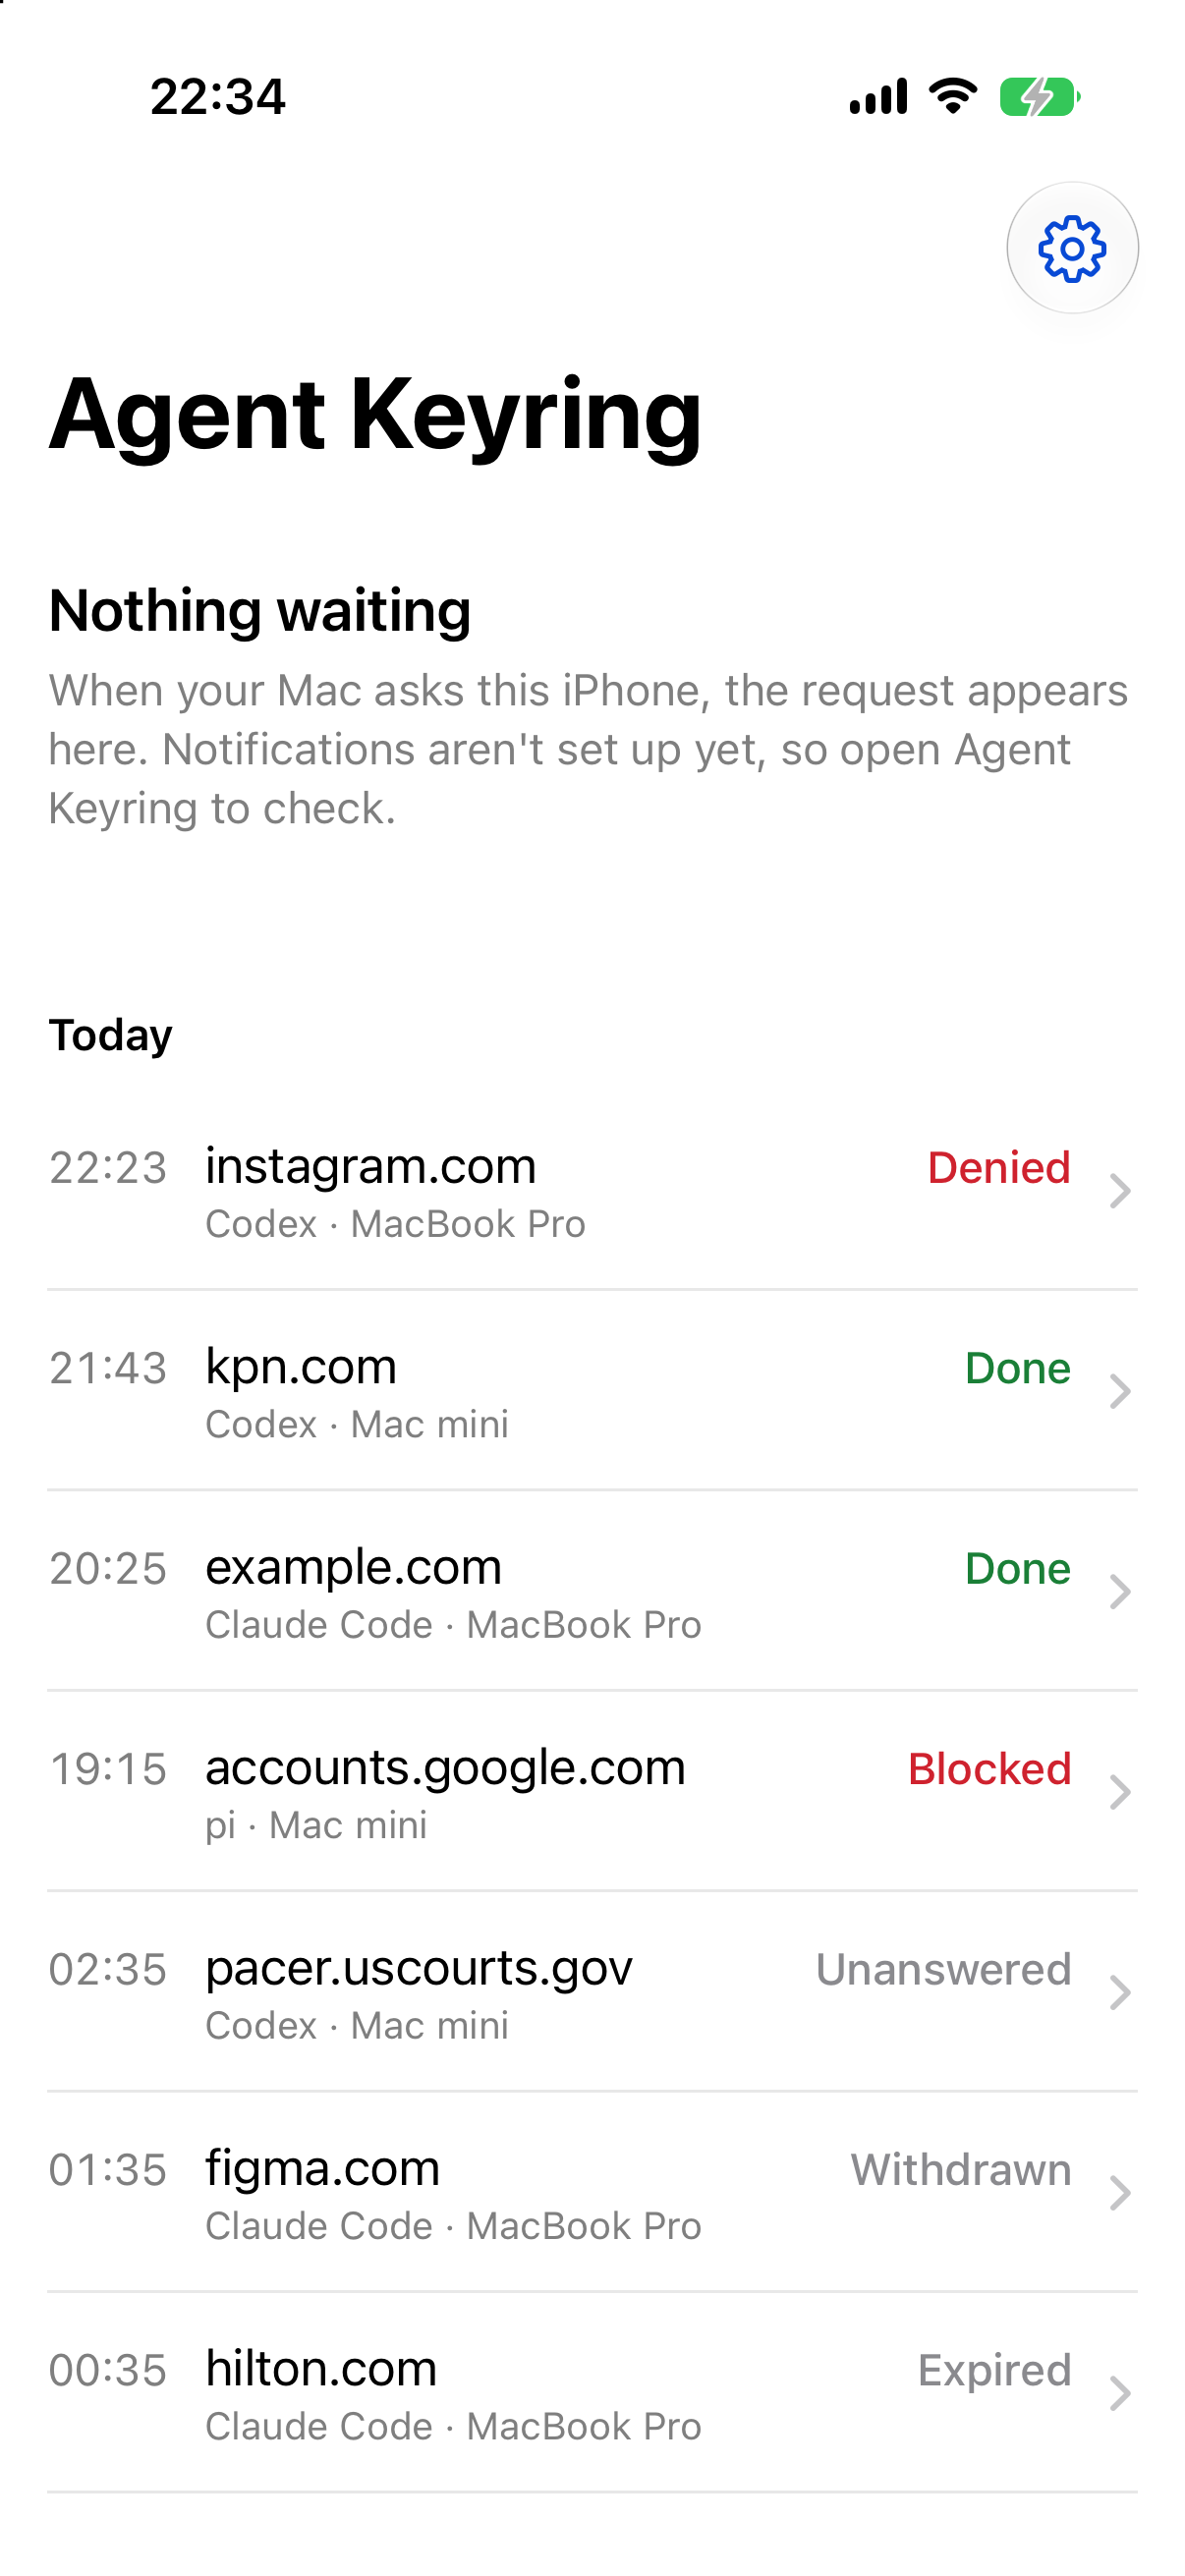 22:34
Agent Keyring
Nothing waiting
When your Mac asks this iPhone, the request appears
here. Notifications aren't set up yet, so open Agent
Keyring to check.
Today
22:23 instagram.com Denied
Codex · MacBook Pro
21:43 kpn.com Done
Codex · Mac mini
20:25 example.com Done
Claude Code · MacBook Pro
19:15 accounts.google.com Blocked
pi · Mac mini
02:35 pacer.uscourts.gov Unanswered
Codex · Mac mini
01:35 figma.com Withdrawn
Claude Code · MacBook Pro
00:35 hilton.com Expired
Claude Code · MacBook Pro